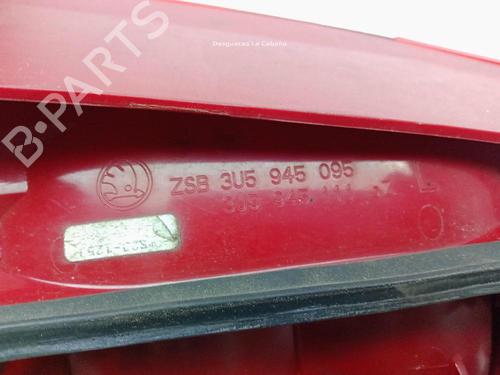 Desguaces La Cabaña
B-PARTS
ZSB 3U5 945 095
3U5 945 111